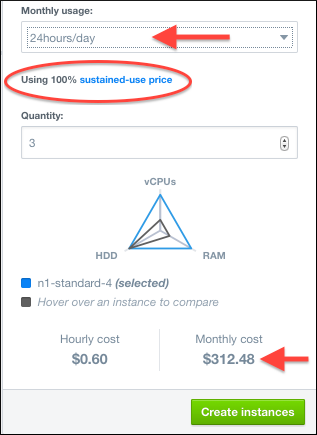 Monthly usage:
24hours/day
Using 100% sustained-use price
Quantity:
3
vCPUs
HDD RAM
n1-standard-4 (selected)
Hover over an instance to compare
Hourly cost Monthly cost
$0.60 $312.48
Create instances